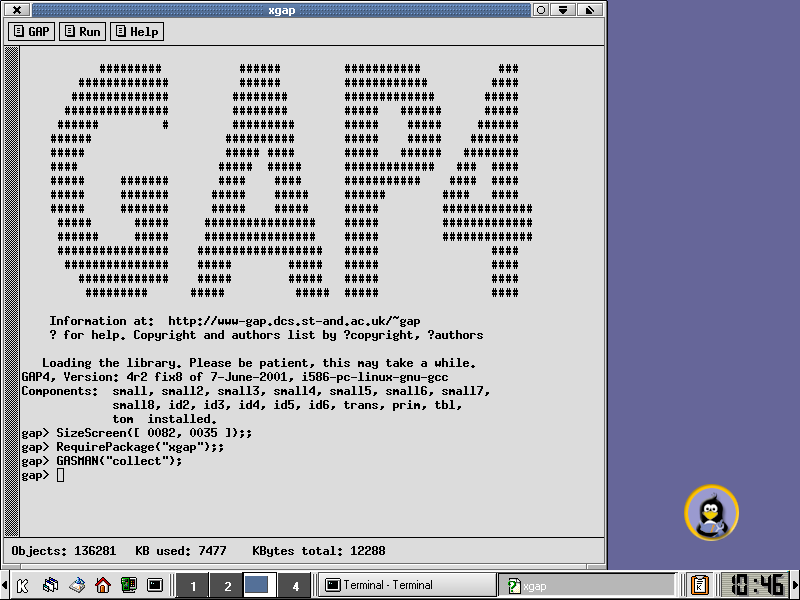 xgap
GAP Run Help
GAP4
Information at: http://www-gap.dcs.st-and.ac.uk/~gap
? for help. Copyright and authors list by ?copyright, ?authors
Loading the library. Please be patient, this may take a while.
GAP4, Version: 4r2 fix8 of 7-June-2001, i586-pc-linux-gnu-gcc
Components: small, small2, small3, small4, small5, small6, small7,
small8, id2, id3, id4, id5, id6, trans, prim, tbl,
tom installed.
gap> SizeScreen([ 0082, 0035 ]);;
gap> RequirePackage("xgap");;
gap> GASMAN("collect");
gap>
Objects: 136281 KB used: 7477 KBytes total: 12288
1 2 4 Terminal - Terminal xgap 10:46